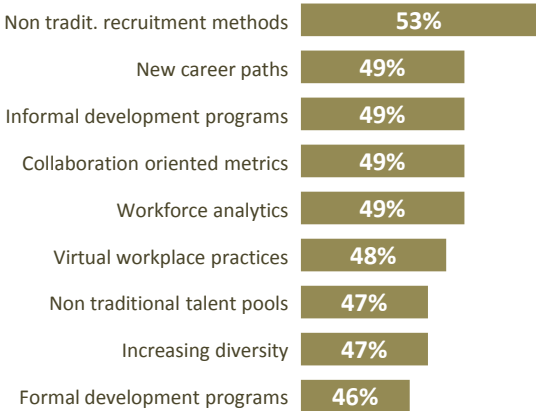 Non tradit. recruitment methods 53%
New career paths 49%
Informal development programs 49%
Collaboration oriented metrics 49%
Workforce analytics 49%
Virtual workplace practices 48%
Non traditional talent pools 47%
Increasing diversity 47%
Formal development programs 46%